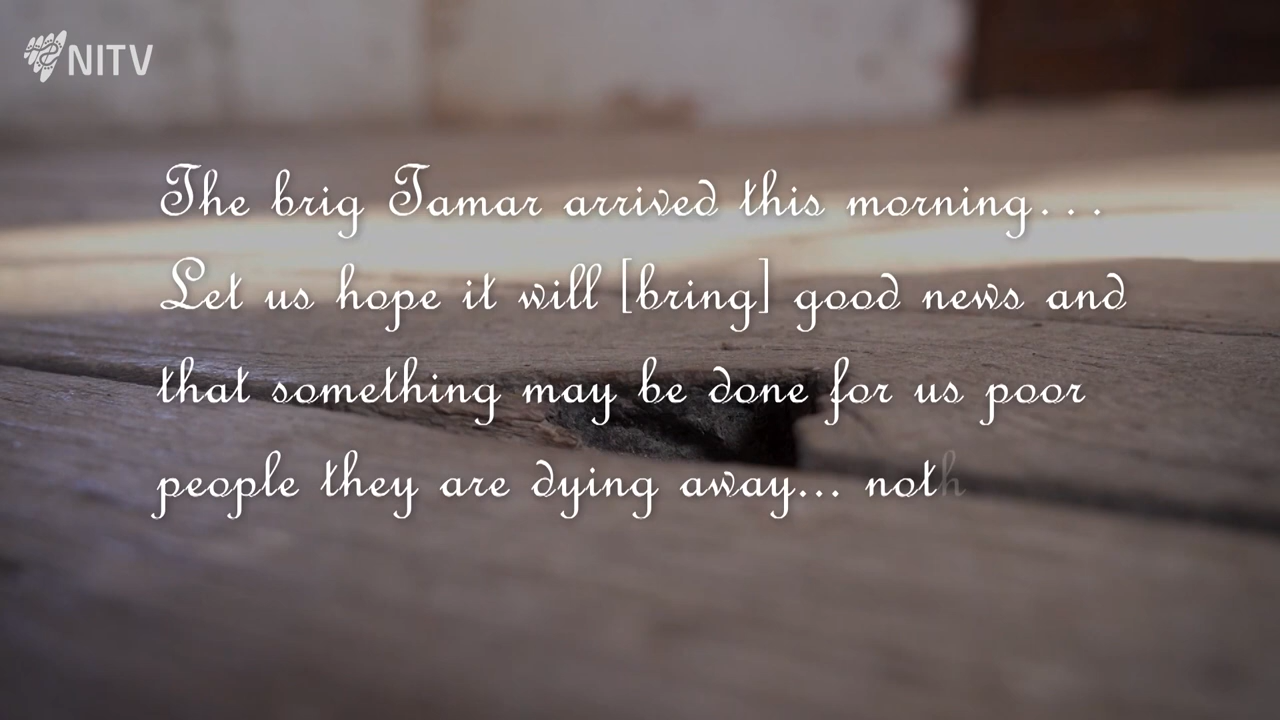 NITV
The brig Tamar arrived this morning...
Let us hope it will [bring] good news and
that something may be done for us poor
people they are dying away... noth